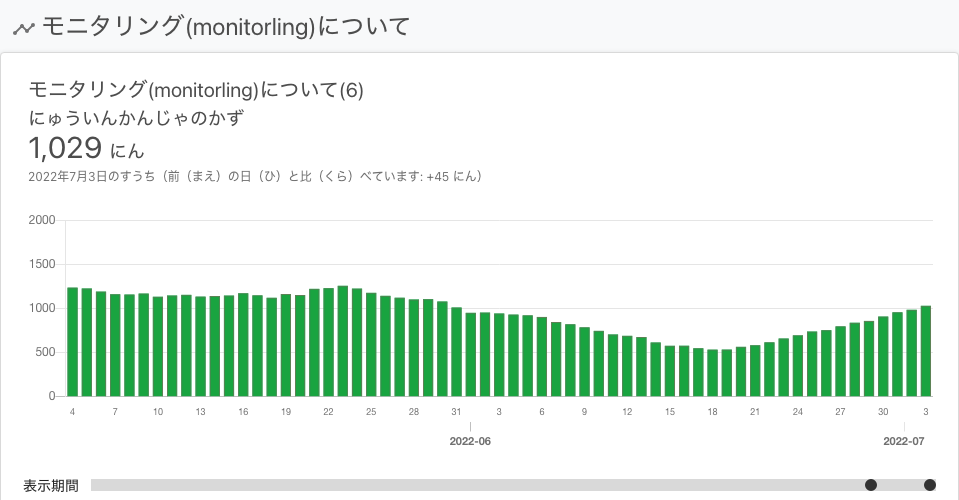 モニタリング(monitorling)について
モニタリング(monitorling)について(6)
にゅういんかんじゃのかず
1,029 にん
2022年7月3日のすうち（前（まえ）の日（ひ）と比（くら）べています: +45 にん）
2000
1500
1000
500
0
4 7 10 13 16 19 22 25 28 31 3 6 9 12 15 18 21 24 27 30 3
2022-06 2022-07
表示期間